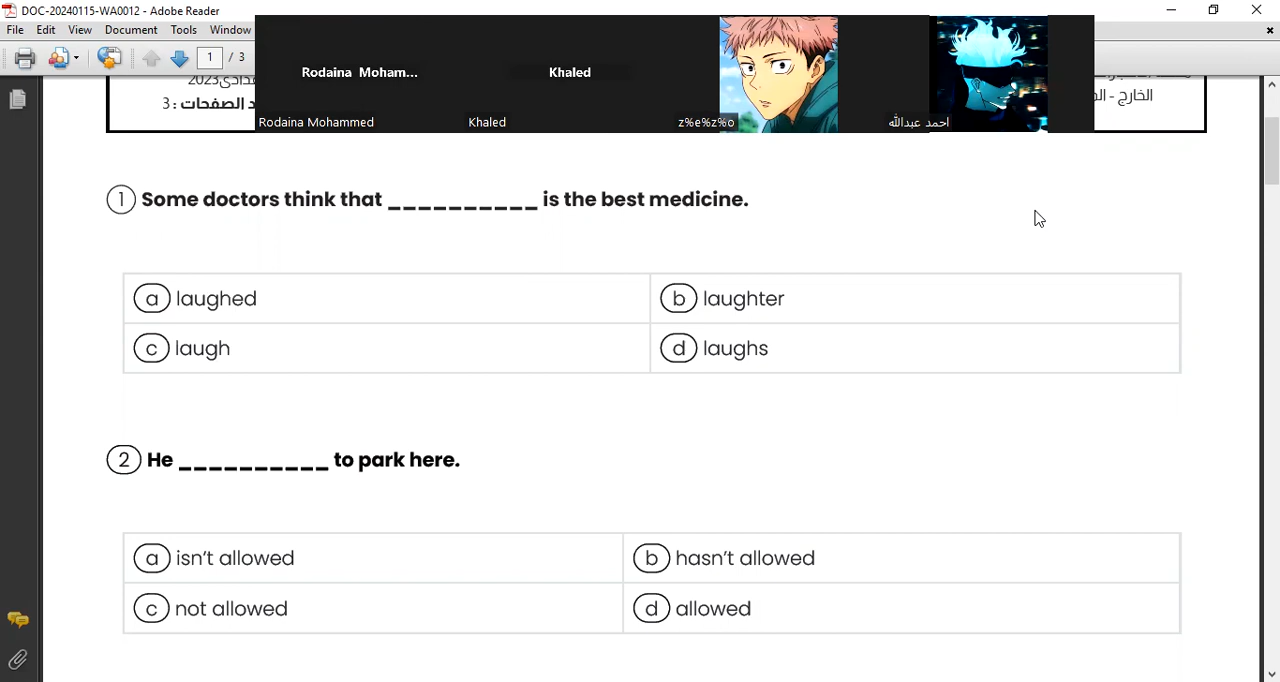 DOC-20240115-WA0012 - Adobe Reader
File Edit View Document Tools Window
1 / 3
Rodaina Moham...
Khaled
Rodaina Mohammed
Khaled
z%e%z%o
احمد عبدالله
2023
الخارج -
الصفحات : 3
1 Some doctors think that __________ is the best medicine.
a laughed
b laughter
c laugh
d laughs
2 He __________ to park here.
a isn't allowed
b hasn't allowed
c not allowed
d allowed